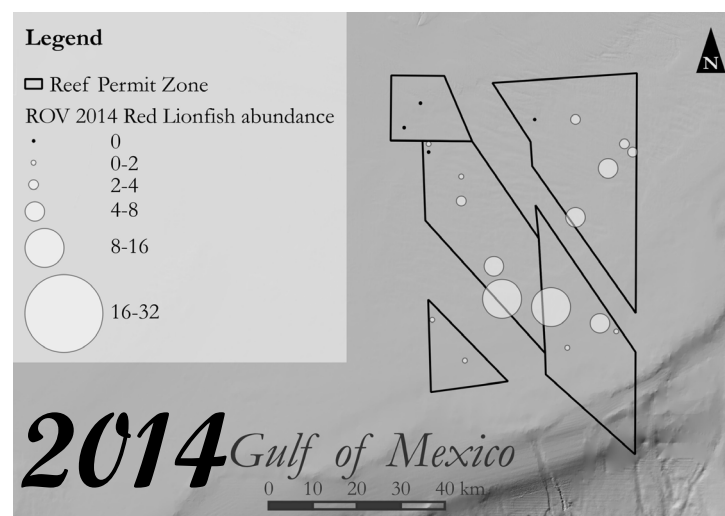 Legend
Reef Permit Zone
ROV 2014 Red Lionfish abundance
0
0-2
2-4
4-8
8-16
16-32
N
2014 Gulf of Mexico
0 10 20 30 40 km